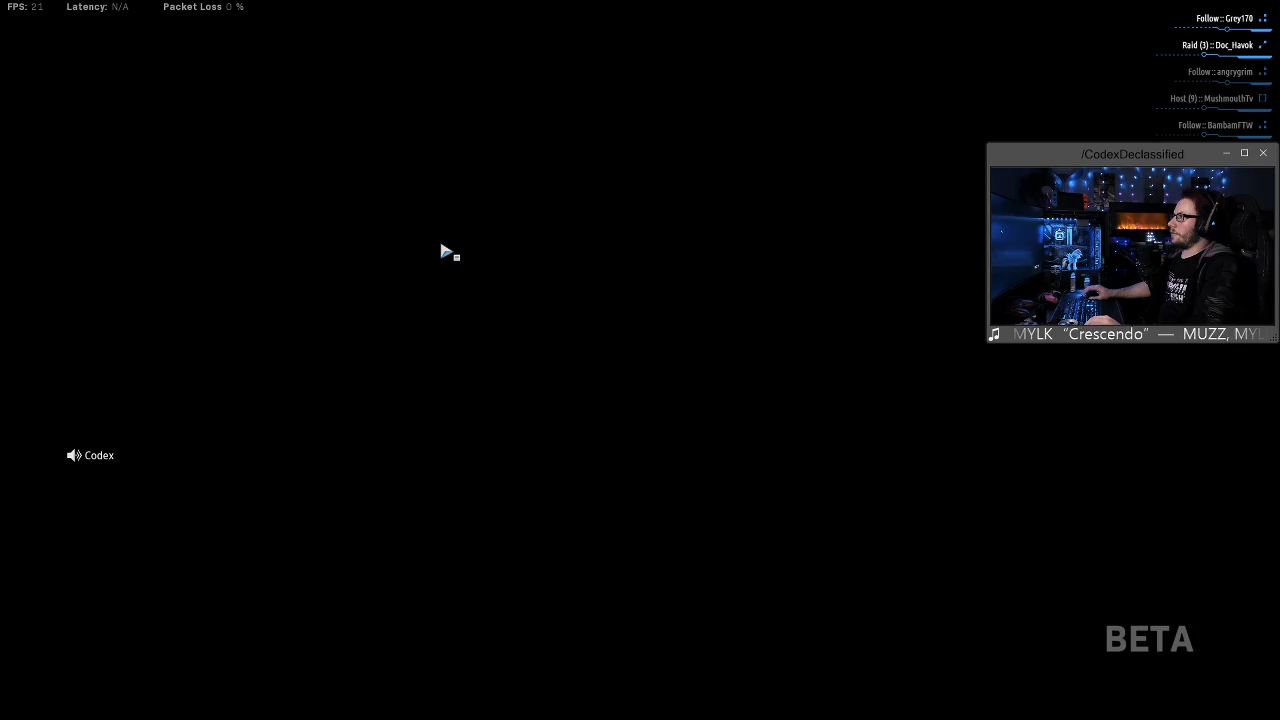 FPS: 21 Latency: N/A Packet Loss 0 %
Follow :: Grey170
Raid (3) :: Doc_Havok
Follow :: angrygrim
Host (9) :: MushmouthTv
Follow :: BambamFTW
/CodexDeclassified
MYLK “Crescendo” — MUZZ, MYL
Codex
BETA